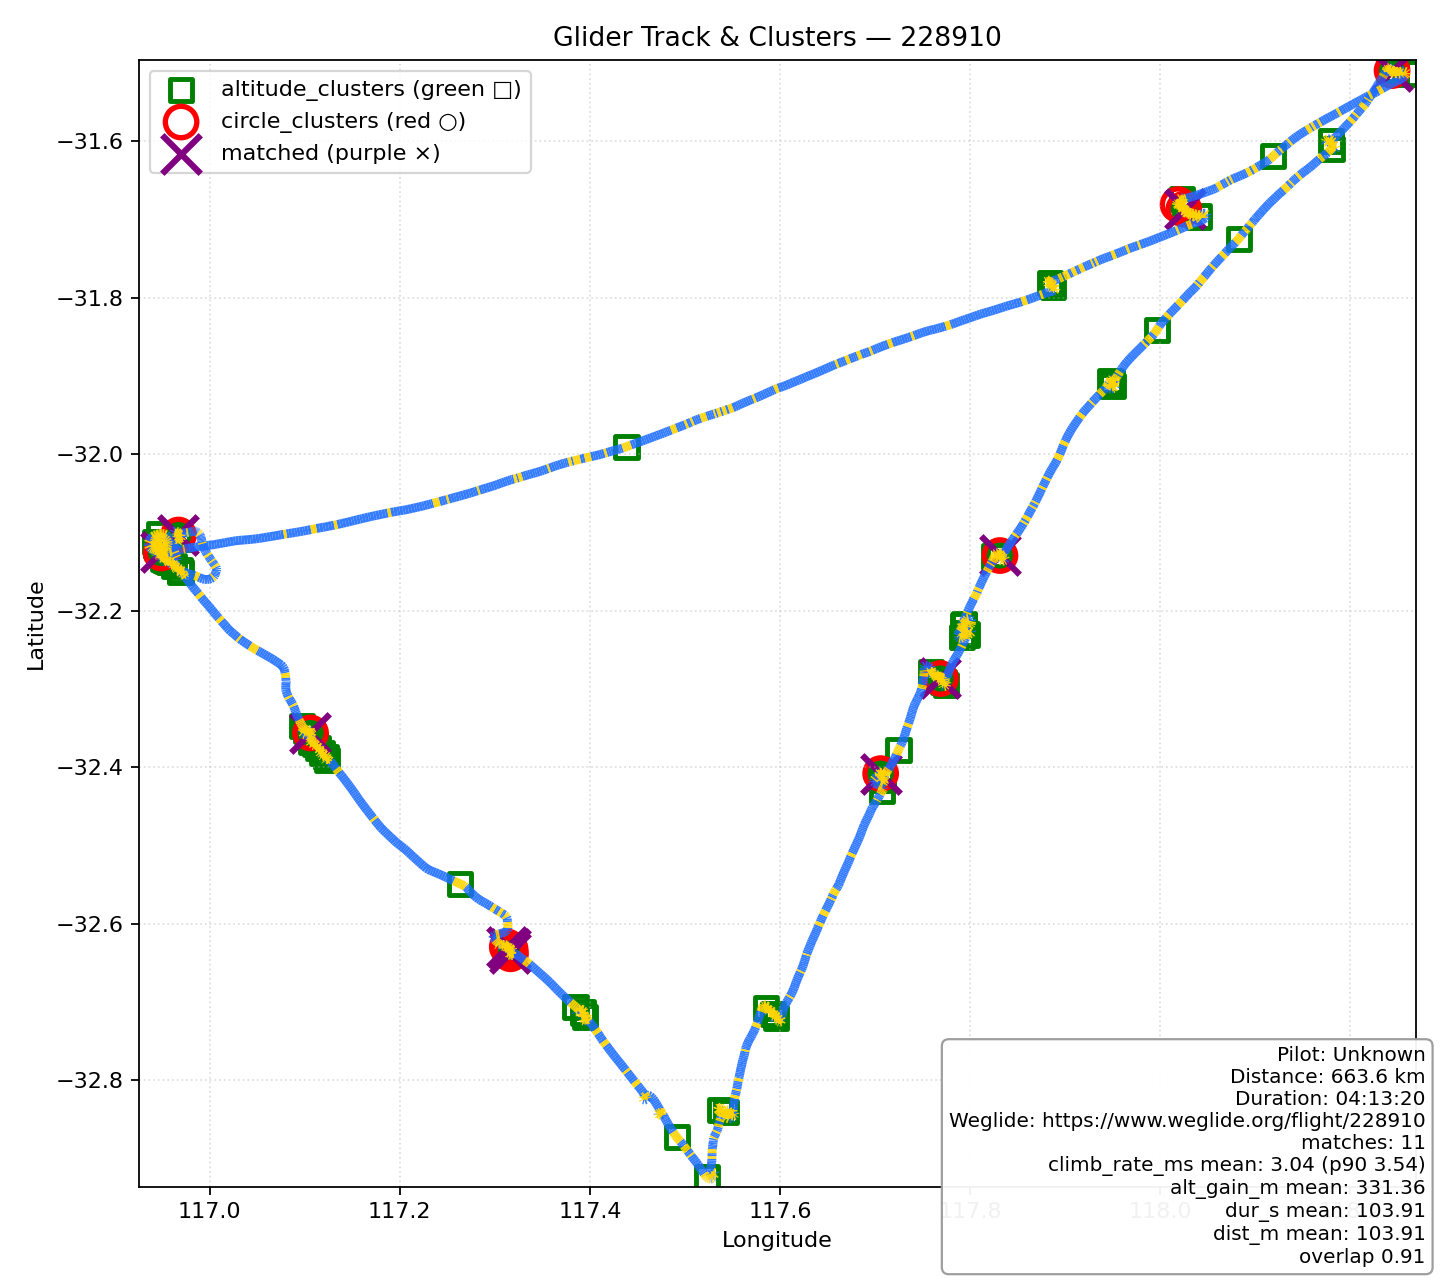 Glider Track & Clusters — 228910
altitude_clusters (green □)
circle_clusters (red ○)
matched (purple ×)
−31.6
−31.8
−32.0
−32.2
−32.4
−32.6
−32.8
Latitude
117.0
117.2
117.4
117.6
117.8
118.0
Longitude
Pilot: Unknown
Distance: 663.6 km
Duration: 04:13:20
Weglide: https://www.weglide.org/flight/228910
matches: 11
climb_rate_ms mean: 3.04 (p90 3.54)
alt_gain_m mean: 331.36
dur_s mean: 103.91
dist_m mean: 103.91
overlap 0.91